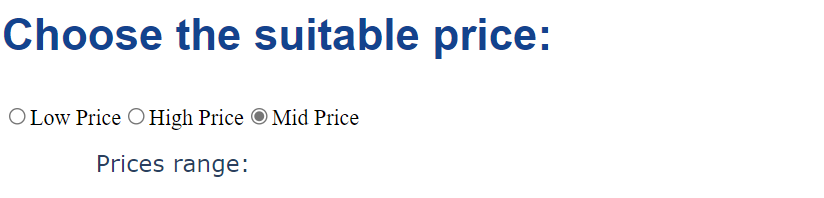 Choose the suitable price:
Low Price High Price Mid Price
Prices range: